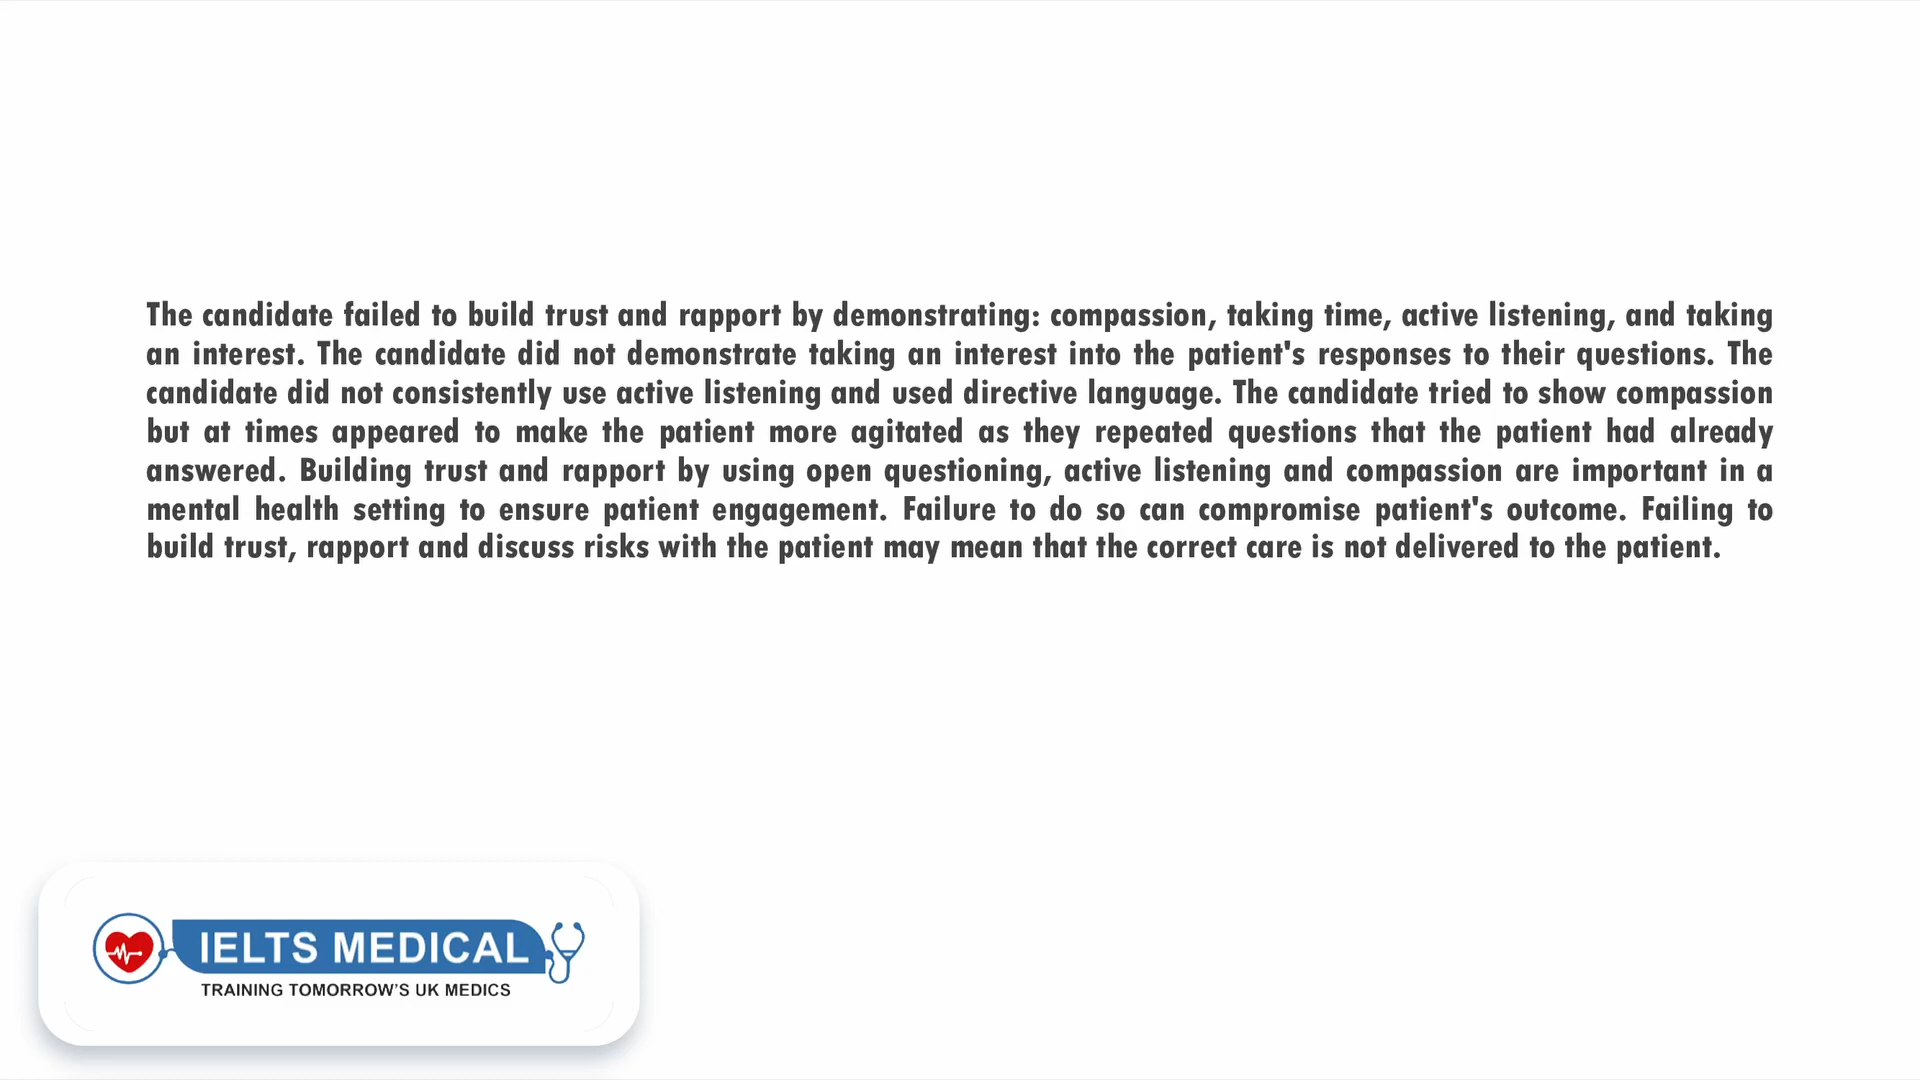 The candidate failed to build trust and rapport by demonstrating: compassion, taking time, active listening, and taking
an interest. The candidate did not demonstrate taking an interest into the patient's responses to their questions. The
candidate did not consistently use active listening and used directive language. The candidate tried to show compassion
but at times appeared to make the patient more agitated as they repeated questions that the patient had already
answered. Building trust and rapport by using open questioning, active listening and compassion are important in a
mental health setting to ensure patient engagement. Failure to do so can compromise patient's outcome. Failing to
build trust, rapport and discuss risks with the patient may mean that the correct care is not delivered to the patient.
IELTS MEDICAL
TRAINING TOMORROW'S UK MEDICS